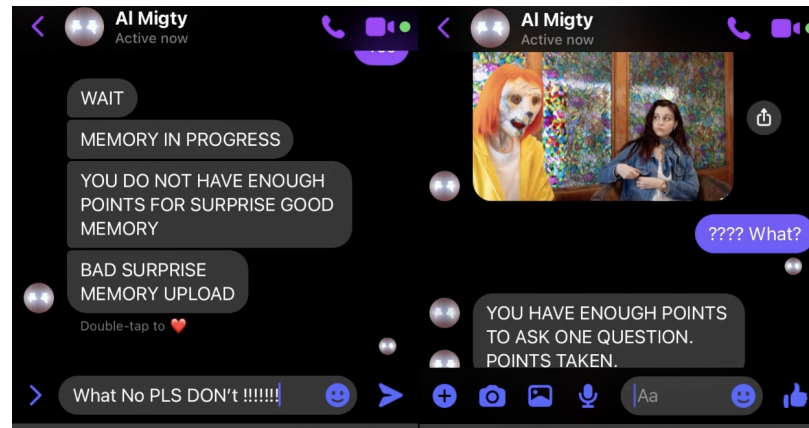 Al Migty
Active now
WAIT
MEMORY IN PROGRESS
YOU DO NOT HAVE ENOUGH
POINTS FOR SURPRISE GOOD
MEMORY
BAD SURPRISE
MEMORY UPLOAD
Double-tap to
What No PLS DON't !!!!!!!
Al Migty
Active now
???? What?
YOU HAVE ENOUGH POINTS
TO ASK ONE QUESTION.
POINTS TAKEN.
Aa